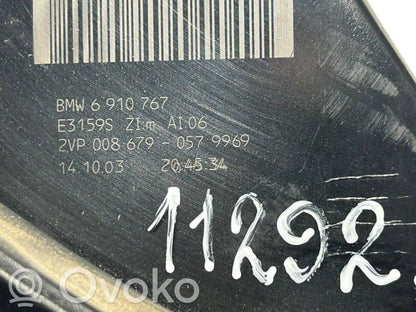 BMW 6 910 767
E3159S ZI:m AI:06
2VP 008 679 - 057 9969
14.10.03 20:45:34
11292.
Ovoko